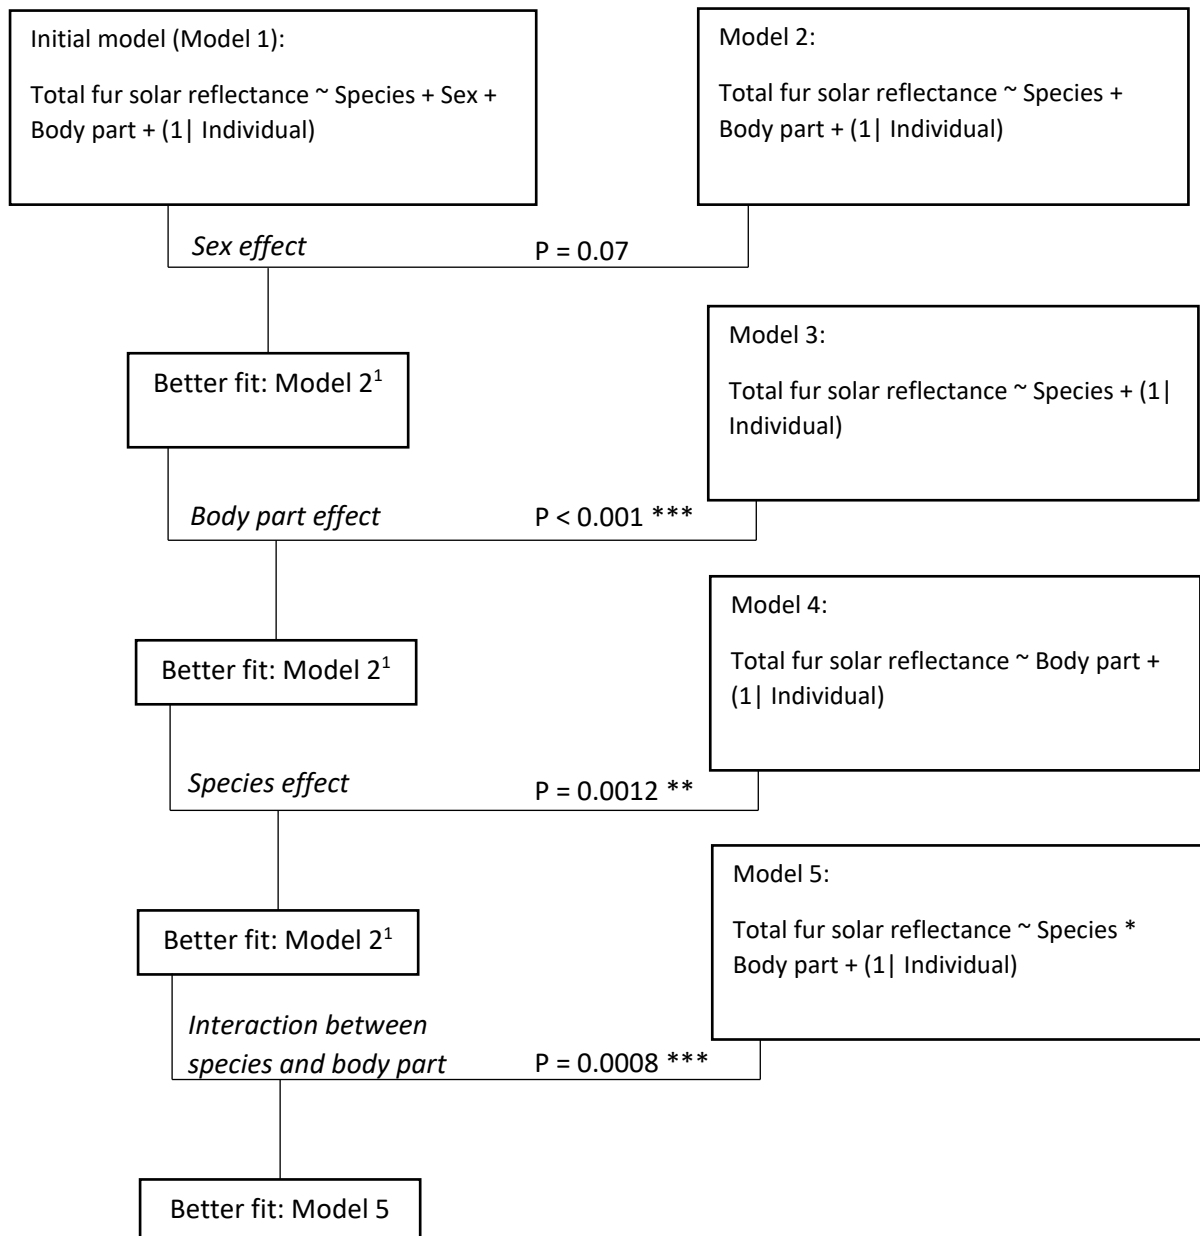 Initial model (Model 1):
Total fur solar reflectance ~ Species + Sex +
Body part + (1| Individual)
Model 2:
Total fur solar reflectance ~ Species +
Body part + (1| Individual)
Sex effect P = 0.07
Better fit: Model 2¹
Model 3:
Total fur solar reflectance ~ Species + (1|
Individual)
Body part effect P < 0.001 ***
Better fit: Model 2¹
Model 4:
Total fur solar reflectance ~ Body part +
(1| Individual)
Species effect P = 0.0012 **
Better fit: Model 2¹
Model 5:
Total fur solar reflectance ~ Species *
Body part + (1| Individual)
Interaction between
species and body part P = 0.0008 ***
Better fit: Model 5